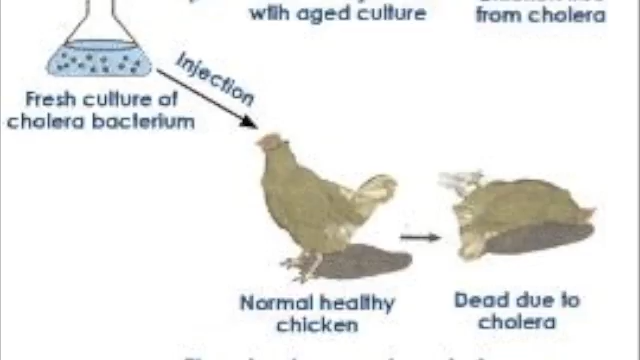 with aged culture
from cholera
Injection
Fresh culture of
cholera bacterium
Normal healthy
chicken
Dead due to
cholera